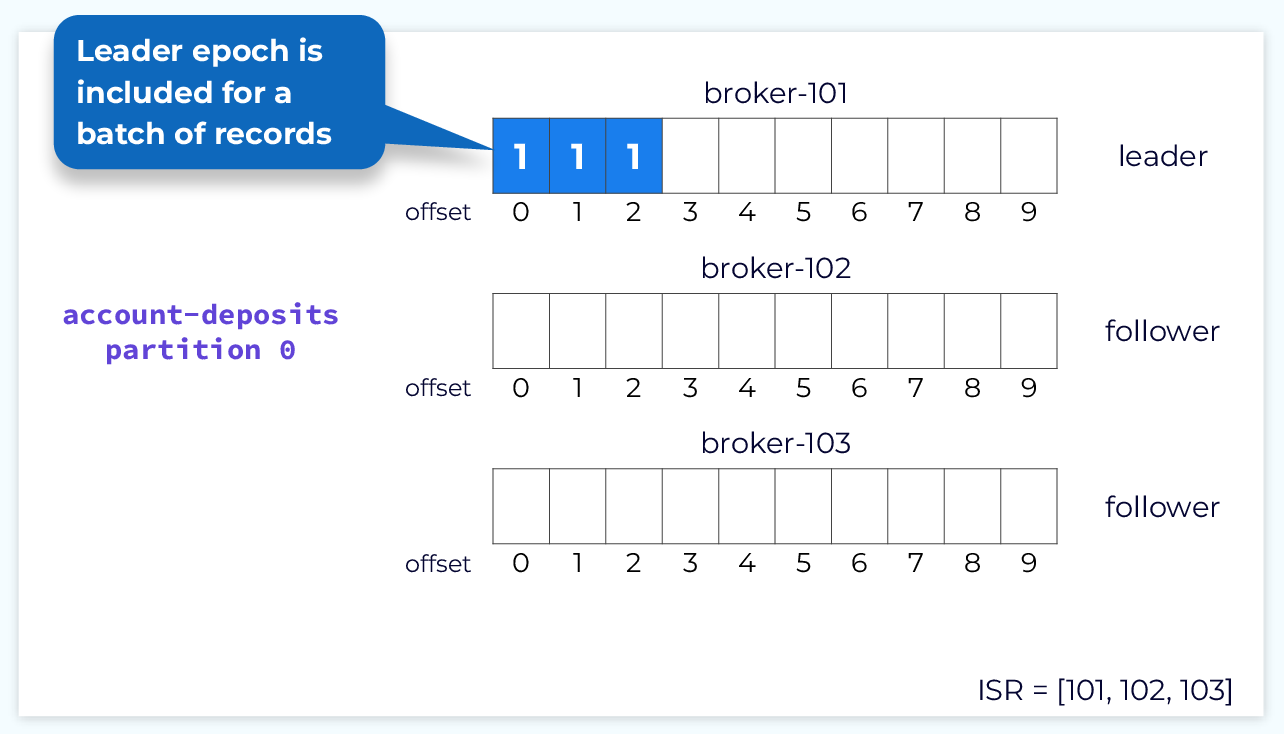 Leader epoch is
included for a
batch of records
broker-101
1 1 1
leader
offset 0 1 2 3 4 5 6 7 8 9
broker-102
account-deposits
partition 0
follower
offset 0 1 2 3 4 5 6 7 8 9
broker-103
follower
offset 0 1 2 3 4 5 6 7 8 9
ISR = [101, 102, 103]